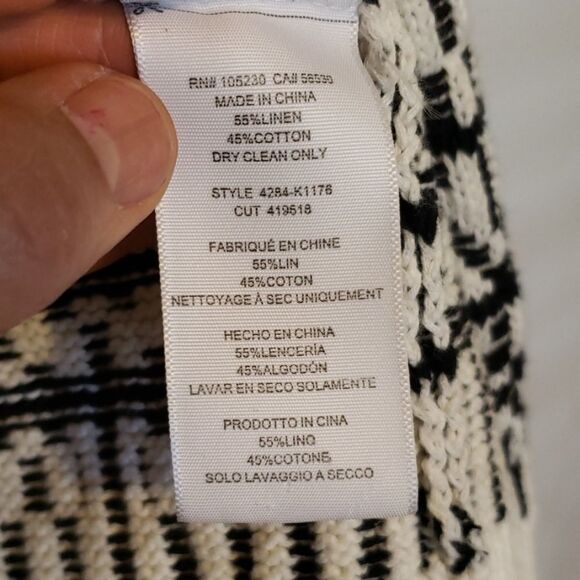 RN# 105230 CA# 56530
MADE IN CHINA
55%LINEN
45%COTTON
DRY CLEAN ONLY
STYLE 4284-K1176
CUT 419518
FABRIQUÉ EN CHINE
55%LIN
45%COTON
NETTOYAGE À SEC UNIQUEMENT
HECHO EN CHINA
55%LENCERÍA
45%ALGODÓN
LAVAR EN SECO SOLAMENTE
PRODOTTO IN CINA
55%LINO
45%COTONE
SOLO LAVAGGIO A SECCO